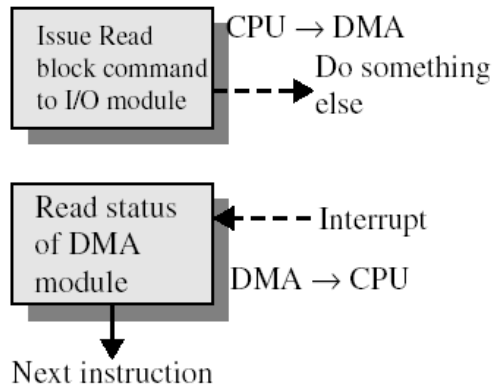 Issue Read
block command
to I/O module
CPU → DMA
Do something
else
Read status
of DMA
module
Interrupt
DMA → CPU
Next instruction